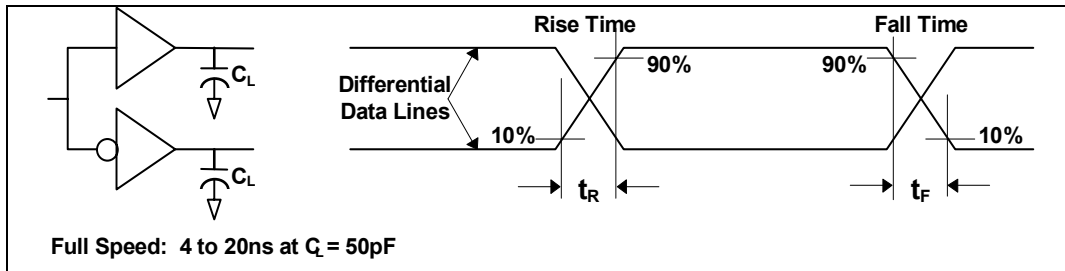 Rise Time
Fall Time
C_L
Differential
Data Lines
90%
90%
10%
10%
C_L
t_R
t_F
Full Speed: 4 to 20ns at C_L = 50pF